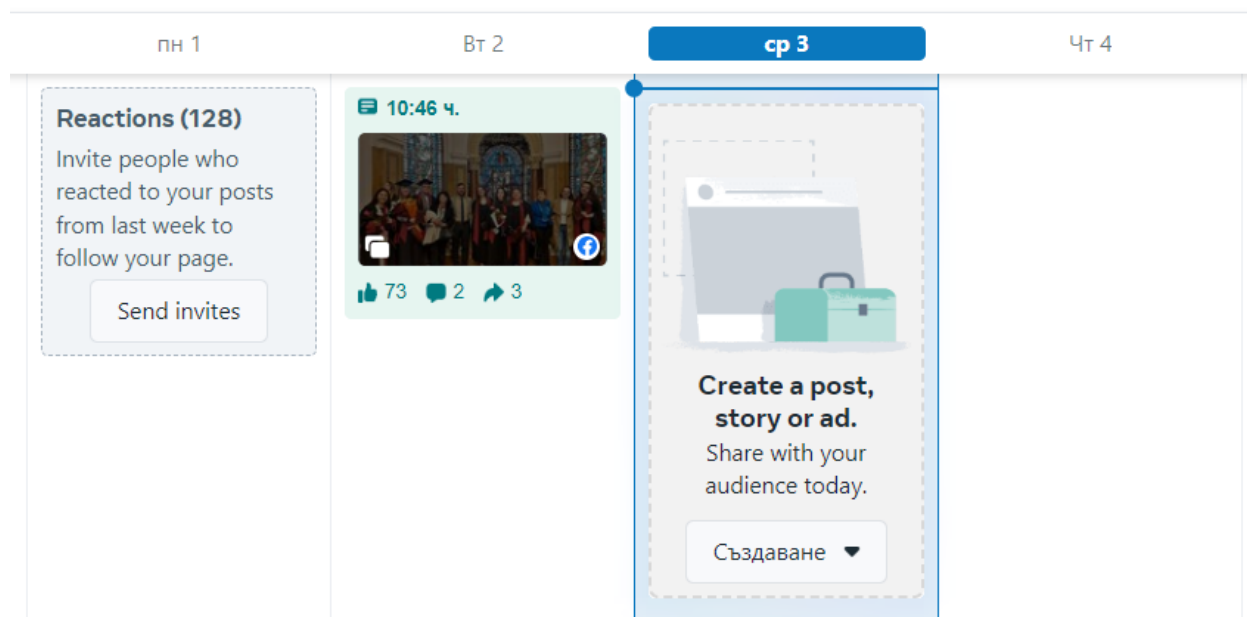 пн 1
Вт 2
ср 3
Чт 4
Reactions (128)
Invite people who
reacted to your posts
from last week to
follow your page.
Send invites
10:46 ч.
73 2 3
Create a post,
story or ad.
Share with your
audience today.
Създаване